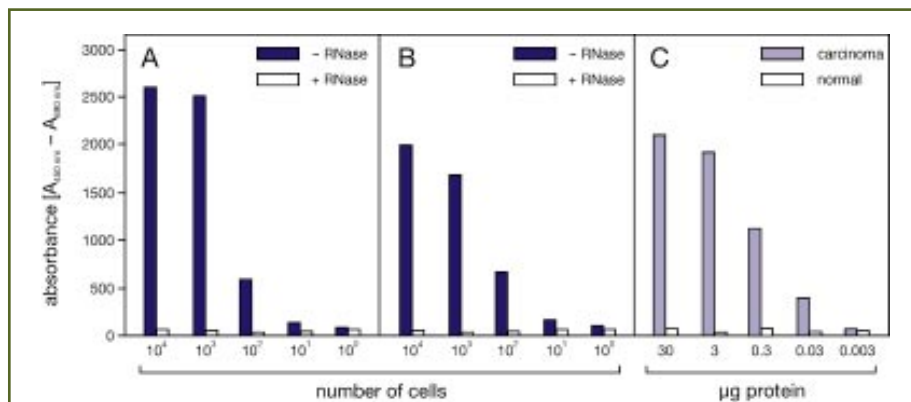 A
– RNase
+ RNase
B
– RNase
+ RNase
C
carcinoma
normal
absorbance
3000
2500
2000
1500
1000
500
0
10⁴ 10³ 10² 10¹ 10⁰
10⁴ 10³ 10² 10¹ 10⁰
30 3 0.3 0.03 0.003
number of cells
µg protein